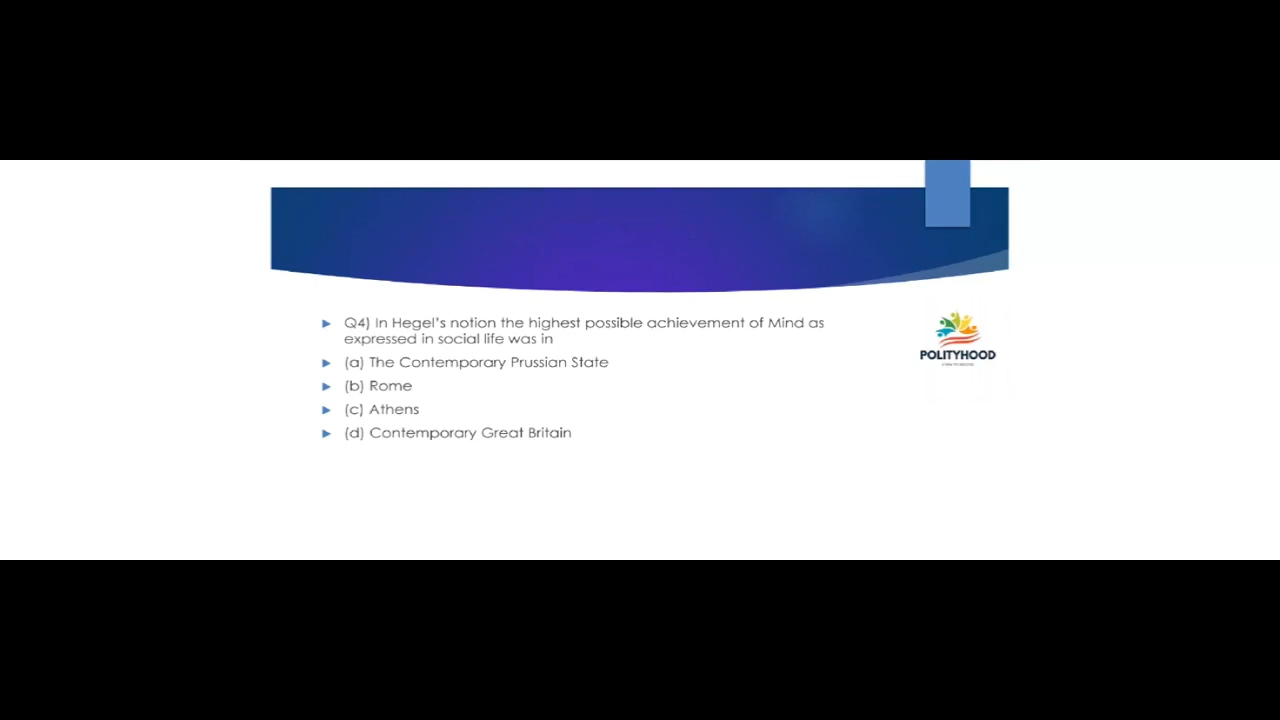 Q4) In Hegel's notion the highest possible achievement of Mind as
expressed in social life was in
(a) The Contemporary Prussian State
(b) Rome
(c) Athens
(d) Contemporary Great Britain
POLITYHOOD